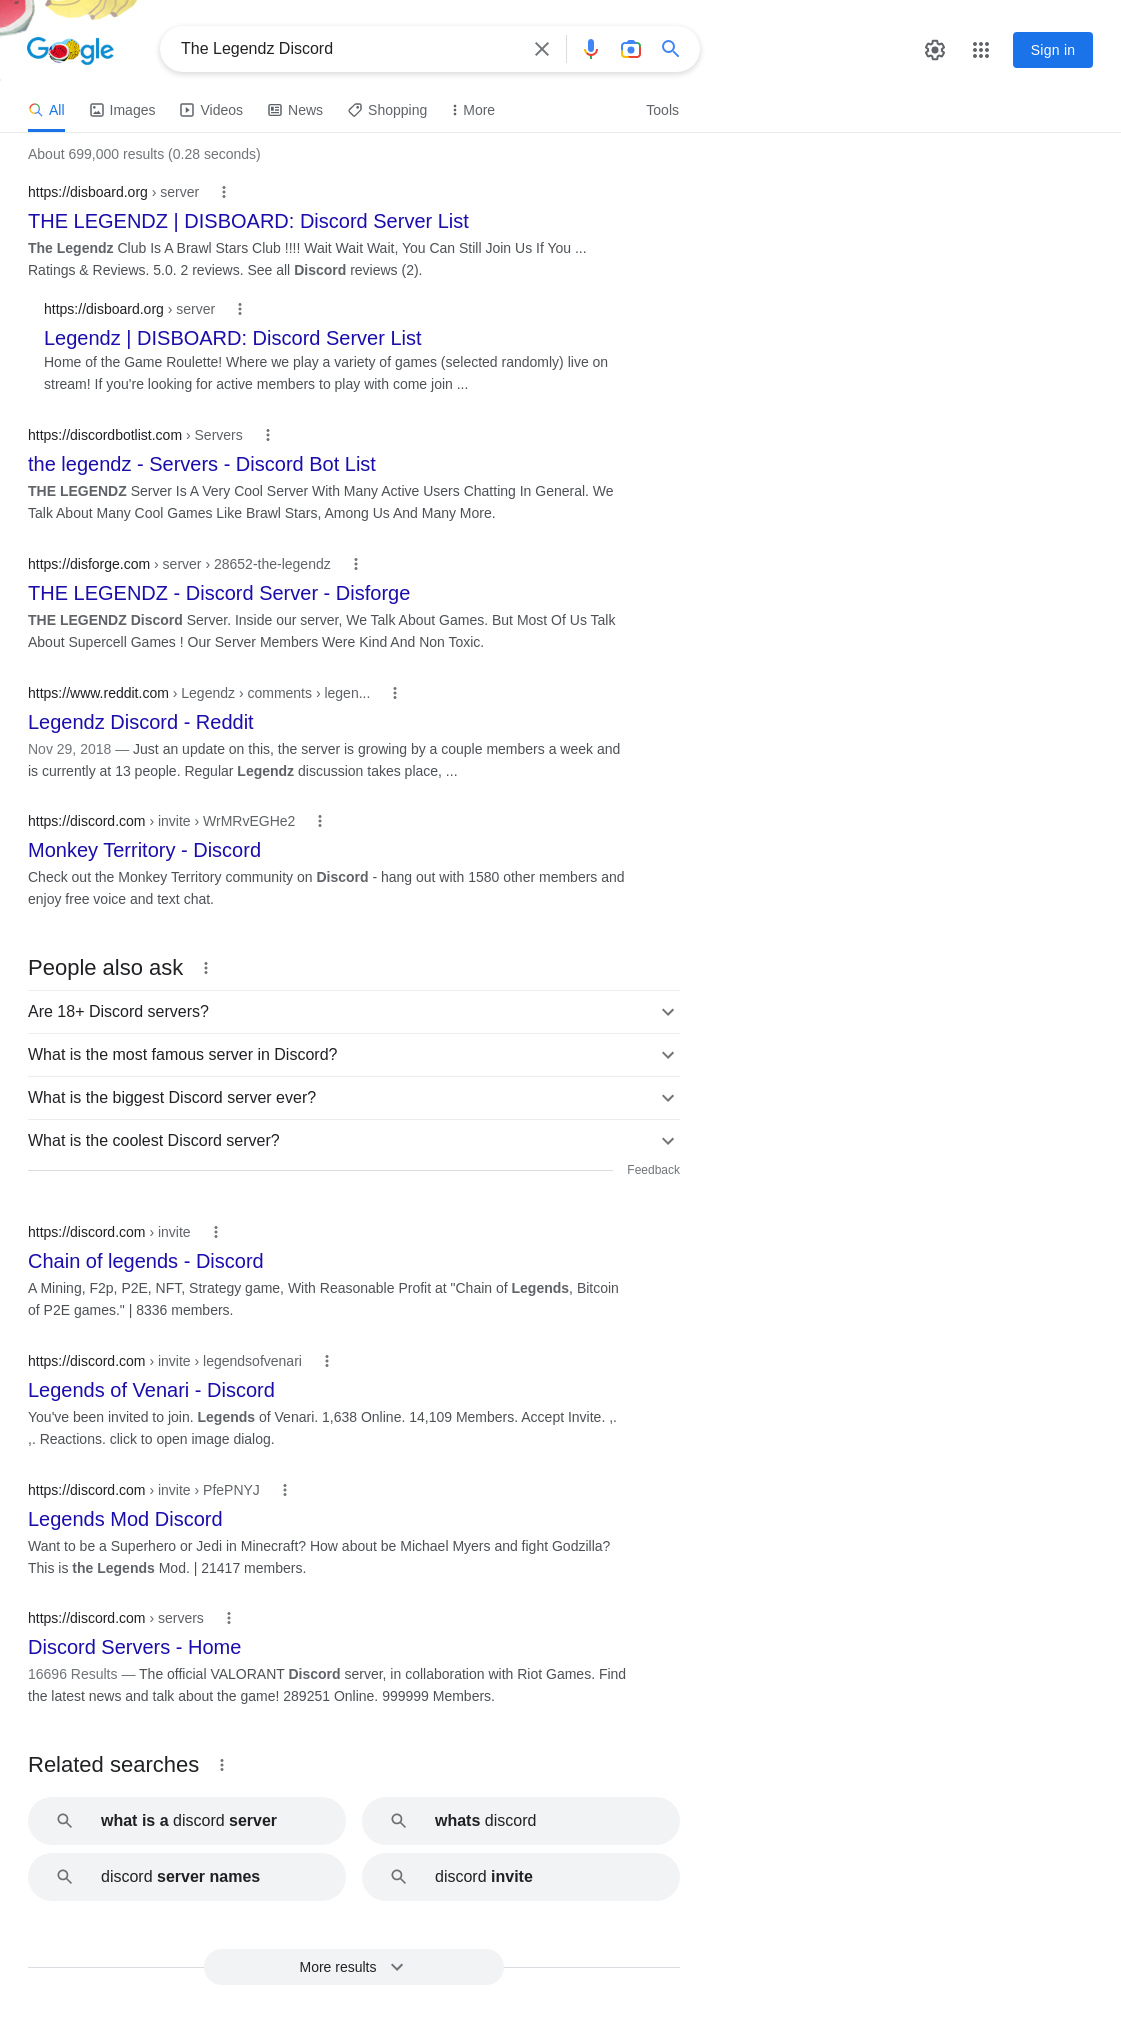 Google
The Legendz Discord
Sign in
All
Images
Videos
News
Shopping
More
Tools
About 699,000 results (0.28 seconds)
https://disboard.org › server
THE LEGENDZ | DISBOARD: Discord Server List
The Legendz Club Is A Brawl Stars Club !!!! Wait Wait Wait, You Can Still Join Us If You ...
Ratings & Reviews. 5.0. 2 reviews. See all Discord reviews (2).
https://disboard.org › server
Legendz | DISBOARD: Discord Server List
Home of the Game Roulette! Where we play a variety of games (selected randomly) live on
stream! If you're looking for active members to play with come join ...
https://discordbotlist.com › Servers
the legendz - Servers - Discord Bot List
THE LEGENDZ Server Is A Very Cool Server With Many Active Users Chatting In General. We
Talk About Many Cool Games Like Brawl Stars, Among Us And Many More.
https://disforge.com › server › 28652-the-legendz
THE LEGENDZ - Discord Server - Disforge
THE LEGENDZ Discord Server. Inside our server, We Talk About Games. But Most Of Us Talk
About Supercell Games ! Our Server Members Were Kind And Non Toxic.
https://www.reddit.com › Legendz › comments › legen...
Legendz Discord - Reddit
Nov 29, 2018 — Just an update on this, the server is growing by a couple members a week and
is currently at 13 people. Regular Legendz discussion takes place, ...
https://discord.com › invite › WrMRvEGHe2
Monkey Territory - Discord
Check out the Monkey Territory community on Discord - hang out with 1580 other members and
enjoy free voice and text chat.
People also ask
Are 18+ Discord servers?
What is the most famous server in Discord?
What is the biggest Discord server ever?
What is the coolest Discord server?
Feedback
https://discord.com › invite
Chain of legends - Discord
A Mining, F2p, P2E, NFT, Strategy game, With Reasonable Profit at "Chain of Legends, Bitcoin
of P2E games." | 8336 members.
https://discord.com › invite › legendsofvenari
Legends of Venari - Discord
You've been invited to join. Legends of Venari. 1,638 Online. 14,109 Members. Accept Invite. ,.
,. Reactions. click to open image dialog.
https://discord.com › invite › PfePNYJ
Legends Mod Discord
Want to be a Superhero or Jedi in Minecraft? How about be Michael Myers and fight Godzilla?
This is the Legends Mod. | 21417 members.
https://discord.com › servers
Discord Servers - Home
16696 Results — The official VALORANT Discord server, in collaboration with Riot Games. Find
the latest news and talk about the game! 289251 Online. 999999 Members.
Related searches
what is a discord server
whats discord
discord server names
discord invite
More results